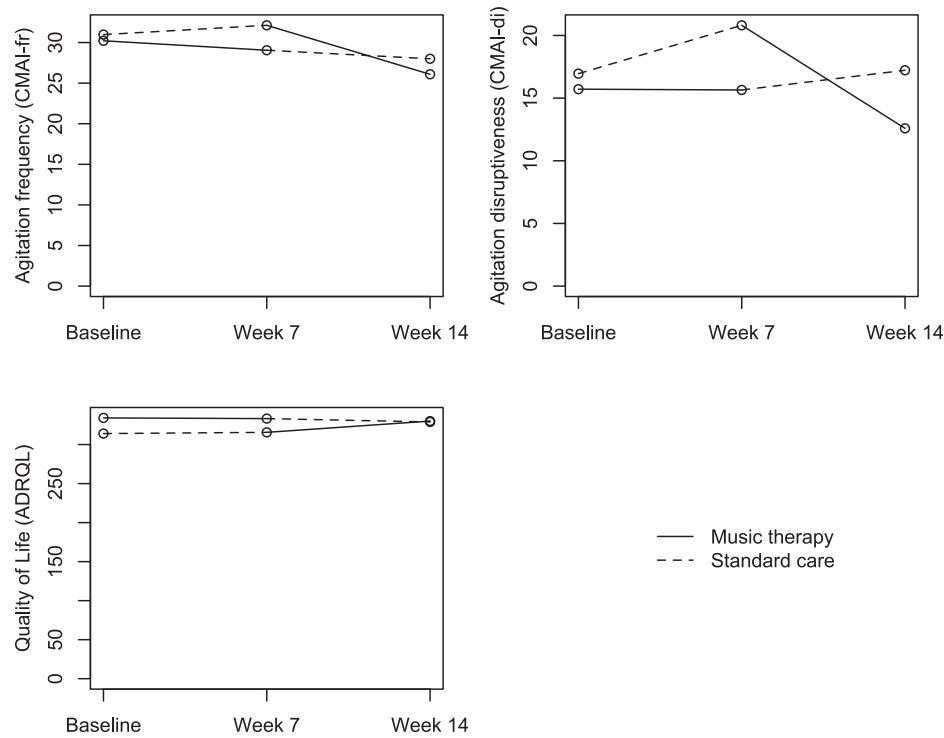 Agitation frequency (CMAI-fr)
30
25
20
15
10
5
0
Baseline Week 7 Week 14
Agitation disruptiveness (CMAI-di)
20
15
10
5
0
Baseline Week 7 Week 14
Quality of Life (ADRQL)
250
150
50
0
Baseline Week 7 Week 14
Music therapy
Standard care